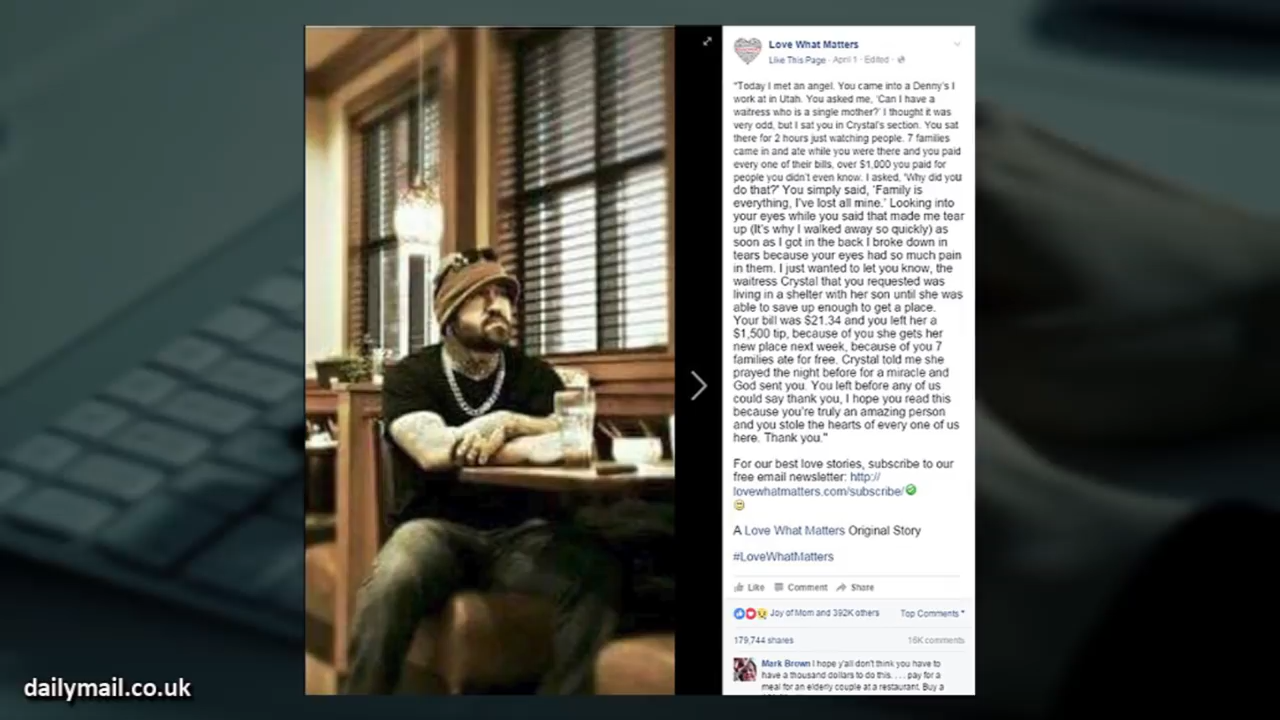 Love What Matters
Like This Page · April 1 · Edited ·
"Today I met an angel. You came into a Denny's I
work at in Utah. You asked me, 'Can I have a
waitress who is a single mother?' I thought it was
very odd, but I sat you in Crystal's section. You sat
there for 2 hours just watching people. 7 families
came in and ate while you were there and you paid
every one of their bills, over $1,000 you paid for
people you didn't even know. I asked, 'Why did you
do that?' You simply said, 'Family is
everything, I've lost all mine.' Looking into
your eyes while you said that made me tear
up (It's why I walked away so quickly) as
soon as I got in the back I broke down in
tears because your eyes had so much pain
in them. I just wanted to let you know, the
waitress Crystal that you requested was
living in a shelter with her son until she was
able to save up enough to get a place.
Your bill was $21.34 and you left her a
$1,500 tip, because of you she gets her
new place next week, because of you 7
families ate for free. Crystal told me she
prayed the night before for a miracle and
God sent you. You left before any of us
could say thank you, I hope you read this
because you're truly an amazing person
and you stole the hearts of every one of us
here. Thank you."
For our best love stories, subscribe to our
free email newsletter: http://
lovewhatmatters.com/subscribe/
A Love What Matters Original Story
#LoveWhatMatters
Like Comment Share
Joy of Mom and 392K others Top Comments
179,744 shares 16K comments
Mark Brown I hope y'all don't think you have to
have a thousand dollars to do this. . . . pay for a
meal for an elderly couple at a restaurant. Buy a
dailymail.co.uk